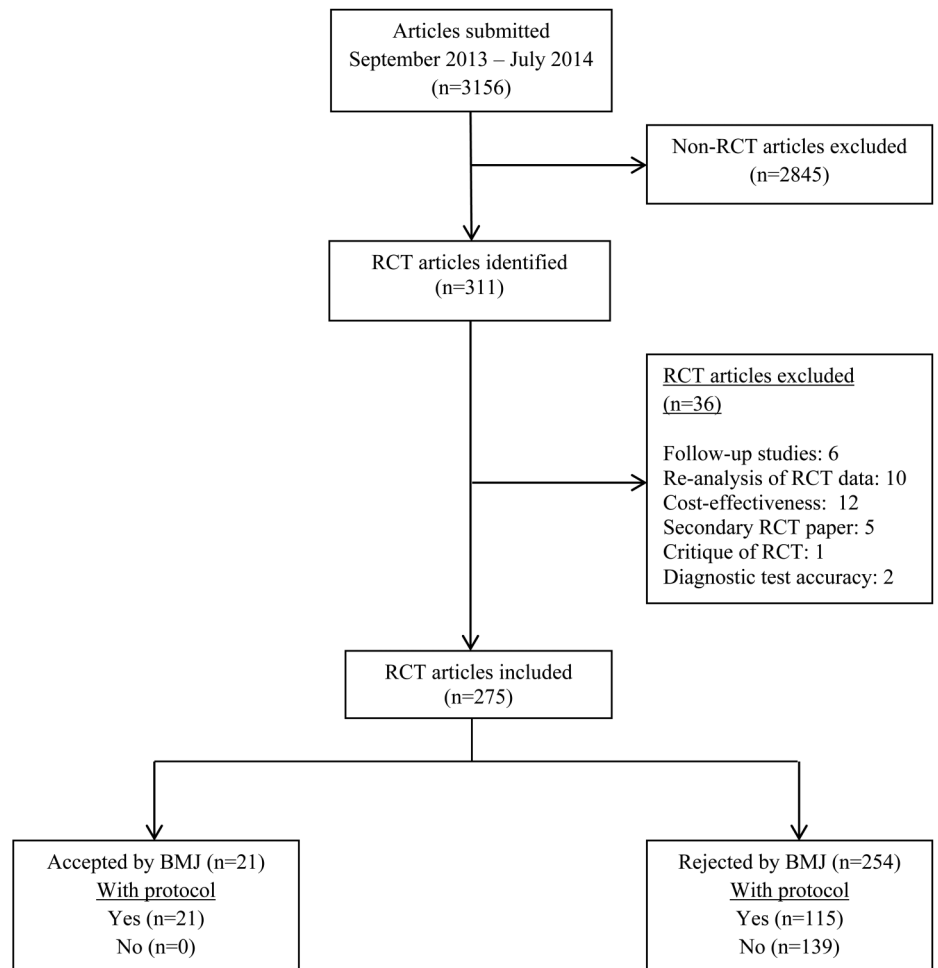 Articles submitted
September 2013 – July 2014
(n=3156)
Non-RCT articles excluded
(n=2845)
RCT articles identified
(n=311)
RCT articles excluded
(n=36)
Follow-up studies: 6
Re-analysis of RCT data: 10
Cost-effectiveness: 12
Secondary RCT paper: 5
Critique of RCT: 1
Diagnostic test accuracy: 2
RCT articles included
(n=275)
Accepted by BMJ (n=21)
With protocol
Yes (n=21)
No (n=0)
Rejected by BMJ (n=254)
With protocol
Yes (n=115)
No (n=139)